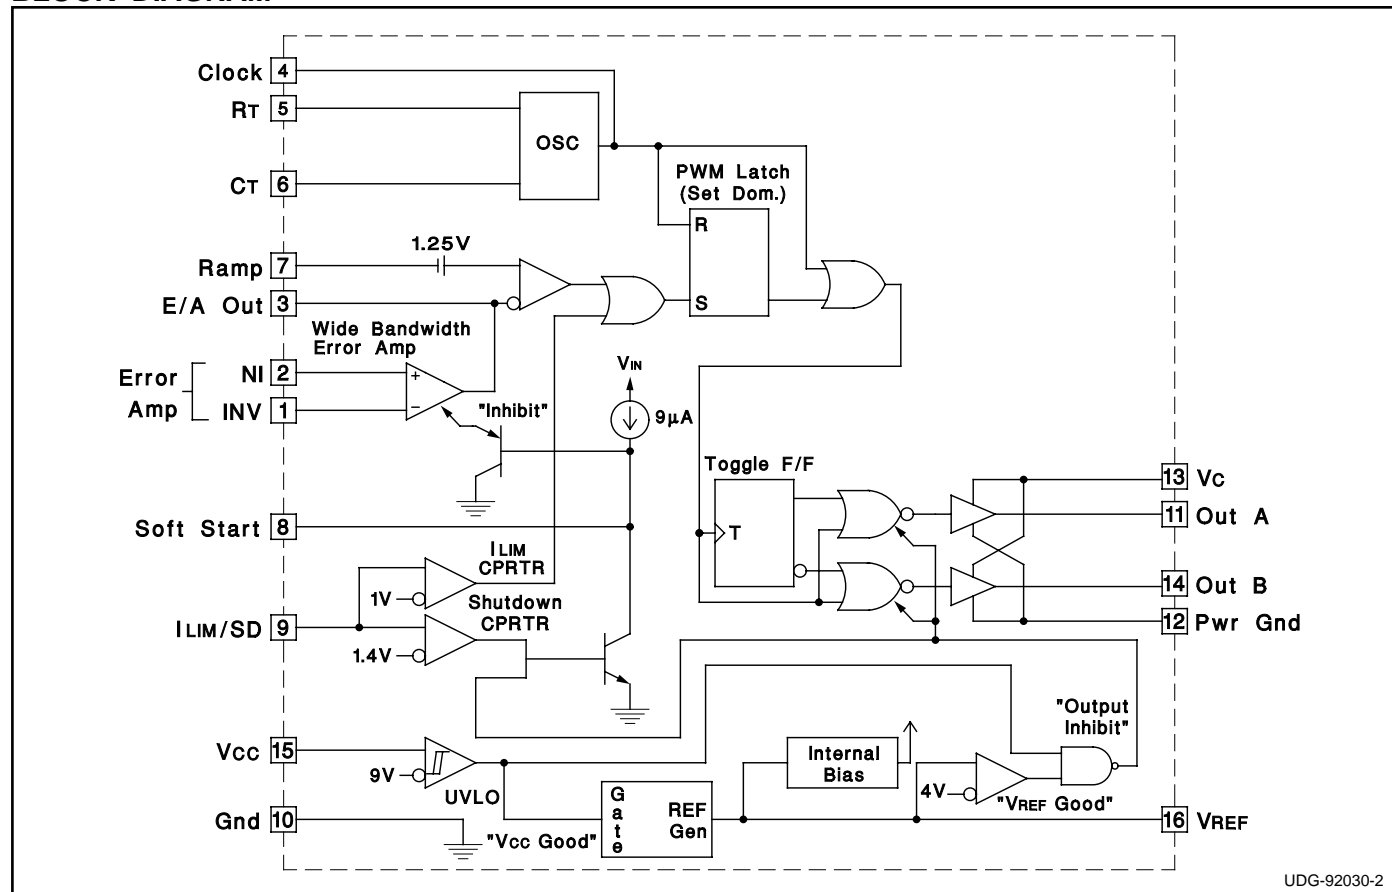 BLOCK DIAGRAM
Clock 4
RT 5
OSC
CT 6
PWM Latch
(Set Dom.)
R
S
1.25V
Ramp 7
E/A Out 3
Wide Bandwidth
Error Amp
Error
Amp
NI 2
INV 1
+
−
"Inhibit"
VIN
9µA
Toggle F/F
T
13 VC
11 Out A
14 Out B
12 Pwr Gnd
Soft Start 8
ILIM
CPRTR
1V
Shutdown
CPRTR
ILIM/SD 9
1.4V
"Output
Inhibit"
VCC 15
9V
UVLO
Internal
Bias
4V
"VREF Good"
Gnd 10
"VCC Good"
Gate
REF
Gen
16 VREF
UDG-92030-2